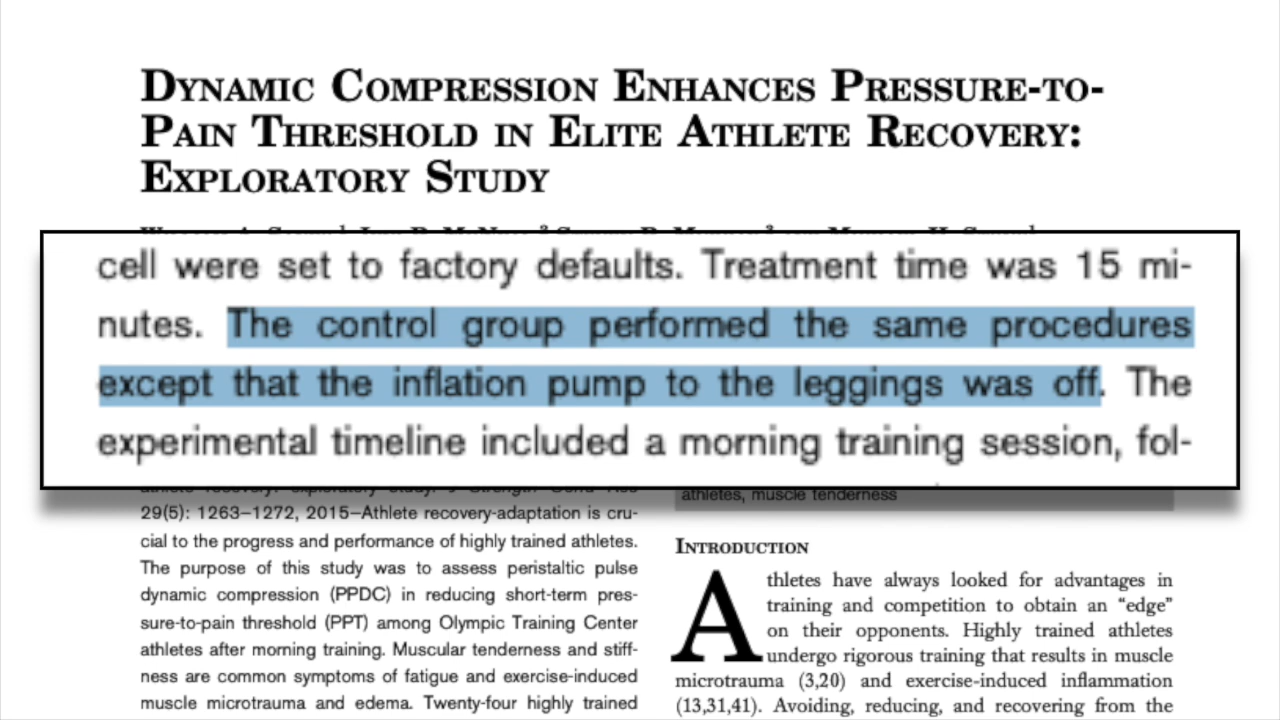 DYNAMIC COMPRESSION ENHANCES PRESSURE-TO-
PAIN THRESHOLD IN ELITE ATHLETE RECOVERY:
EXPLORATORY STUDY
cell were set to factory defaults. Treatment time was 15 mi-
nutes. The control group performed the same procedures
except that the inflation pump to the leggings was off. The
experimental timeline included a morning training session, fol-
29(5): 1263–1272, 2015—Athlete recovery-adaptation is cru-
cial to the progress and performance of highly trained athletes.
The purpose of this study was to assess peristaltic pulse
dynamic compression (PPDC) in reducing short-term pres-
sure-to-pain threshold (PPT) among Olympic Training Center
athletes after morning training. Muscular tenderness and stiff-
ness are common symptoms of fatigue and exercise-induced
muscle microtrauma and edema. Twenty-four highly trained
athletes, muscle tenderness
INTRODUCTION
Athletes have always looked for advantages in
training and competition to obtain an “edge”
on their opponents. Highly trained athletes
undergo rigorous training that results in muscle
microtrauma (3,20) and exercise-induced inflammation
(13,31,41). Avoiding, reducing, and recovering from the